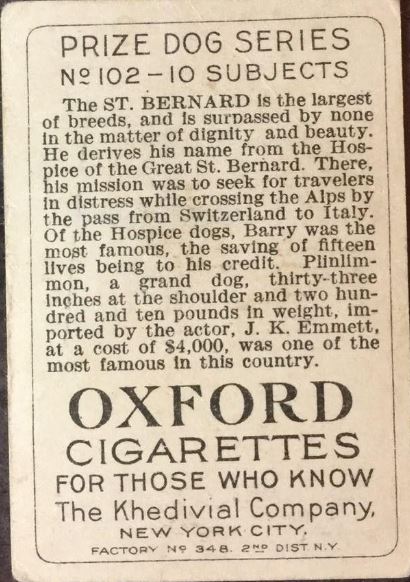 PRIZE DOG SERIES
Nº 102 - 10 SUBJECTS
The ST. BERNARD is the largest
of breeds, and is surpassed by none
in the matter of dignity and beauty.
He derives his name from the Hos-
pice of the Great St. Bernard. There,
his mission was to seek for travelers
in distress while crossing the Alps by
the pass from Switzerland to Italy.
Of the Hospice dogs, Barry was the
most famous, the saving of fifteen
lives being to his credit. Plinlim-
mon, a grand dog, thirty-three
inches at the shoulder and two hun-
dred and ten pounds in weight, im-
ported by the actor, J. K. Emmett,
at a cost of $4,000, was one of the
most famous in this country.
OXFORD
CIGARETTES
FOR THOSE WHO KNOW
The Khedivial Company,
NEW YORK CITY.
FACTORY Nº 348. 2ND DIST. N.Y.